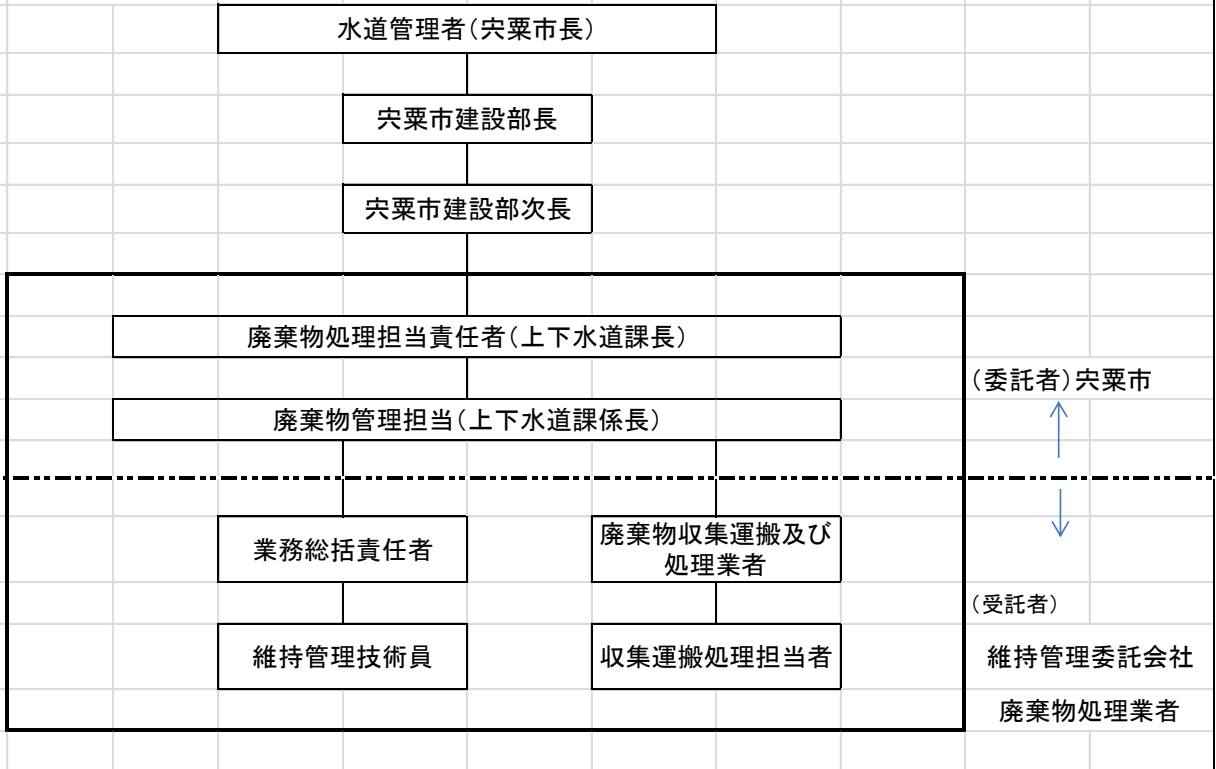 水道管理者（宍粟市長）
宍粟市建設部長
宍粟市建設部次長
廃棄物処理担当責任者（上下水道課長）
（委託者）宍粟市
廃棄物管理担当（上下水道課係長）
業務総括責任者
廃棄物収集運搬及び
処理業者
（受託者）
維持管理技術員
収集運搬処理担当者
維持管理委託会社
廃棄物処理業者